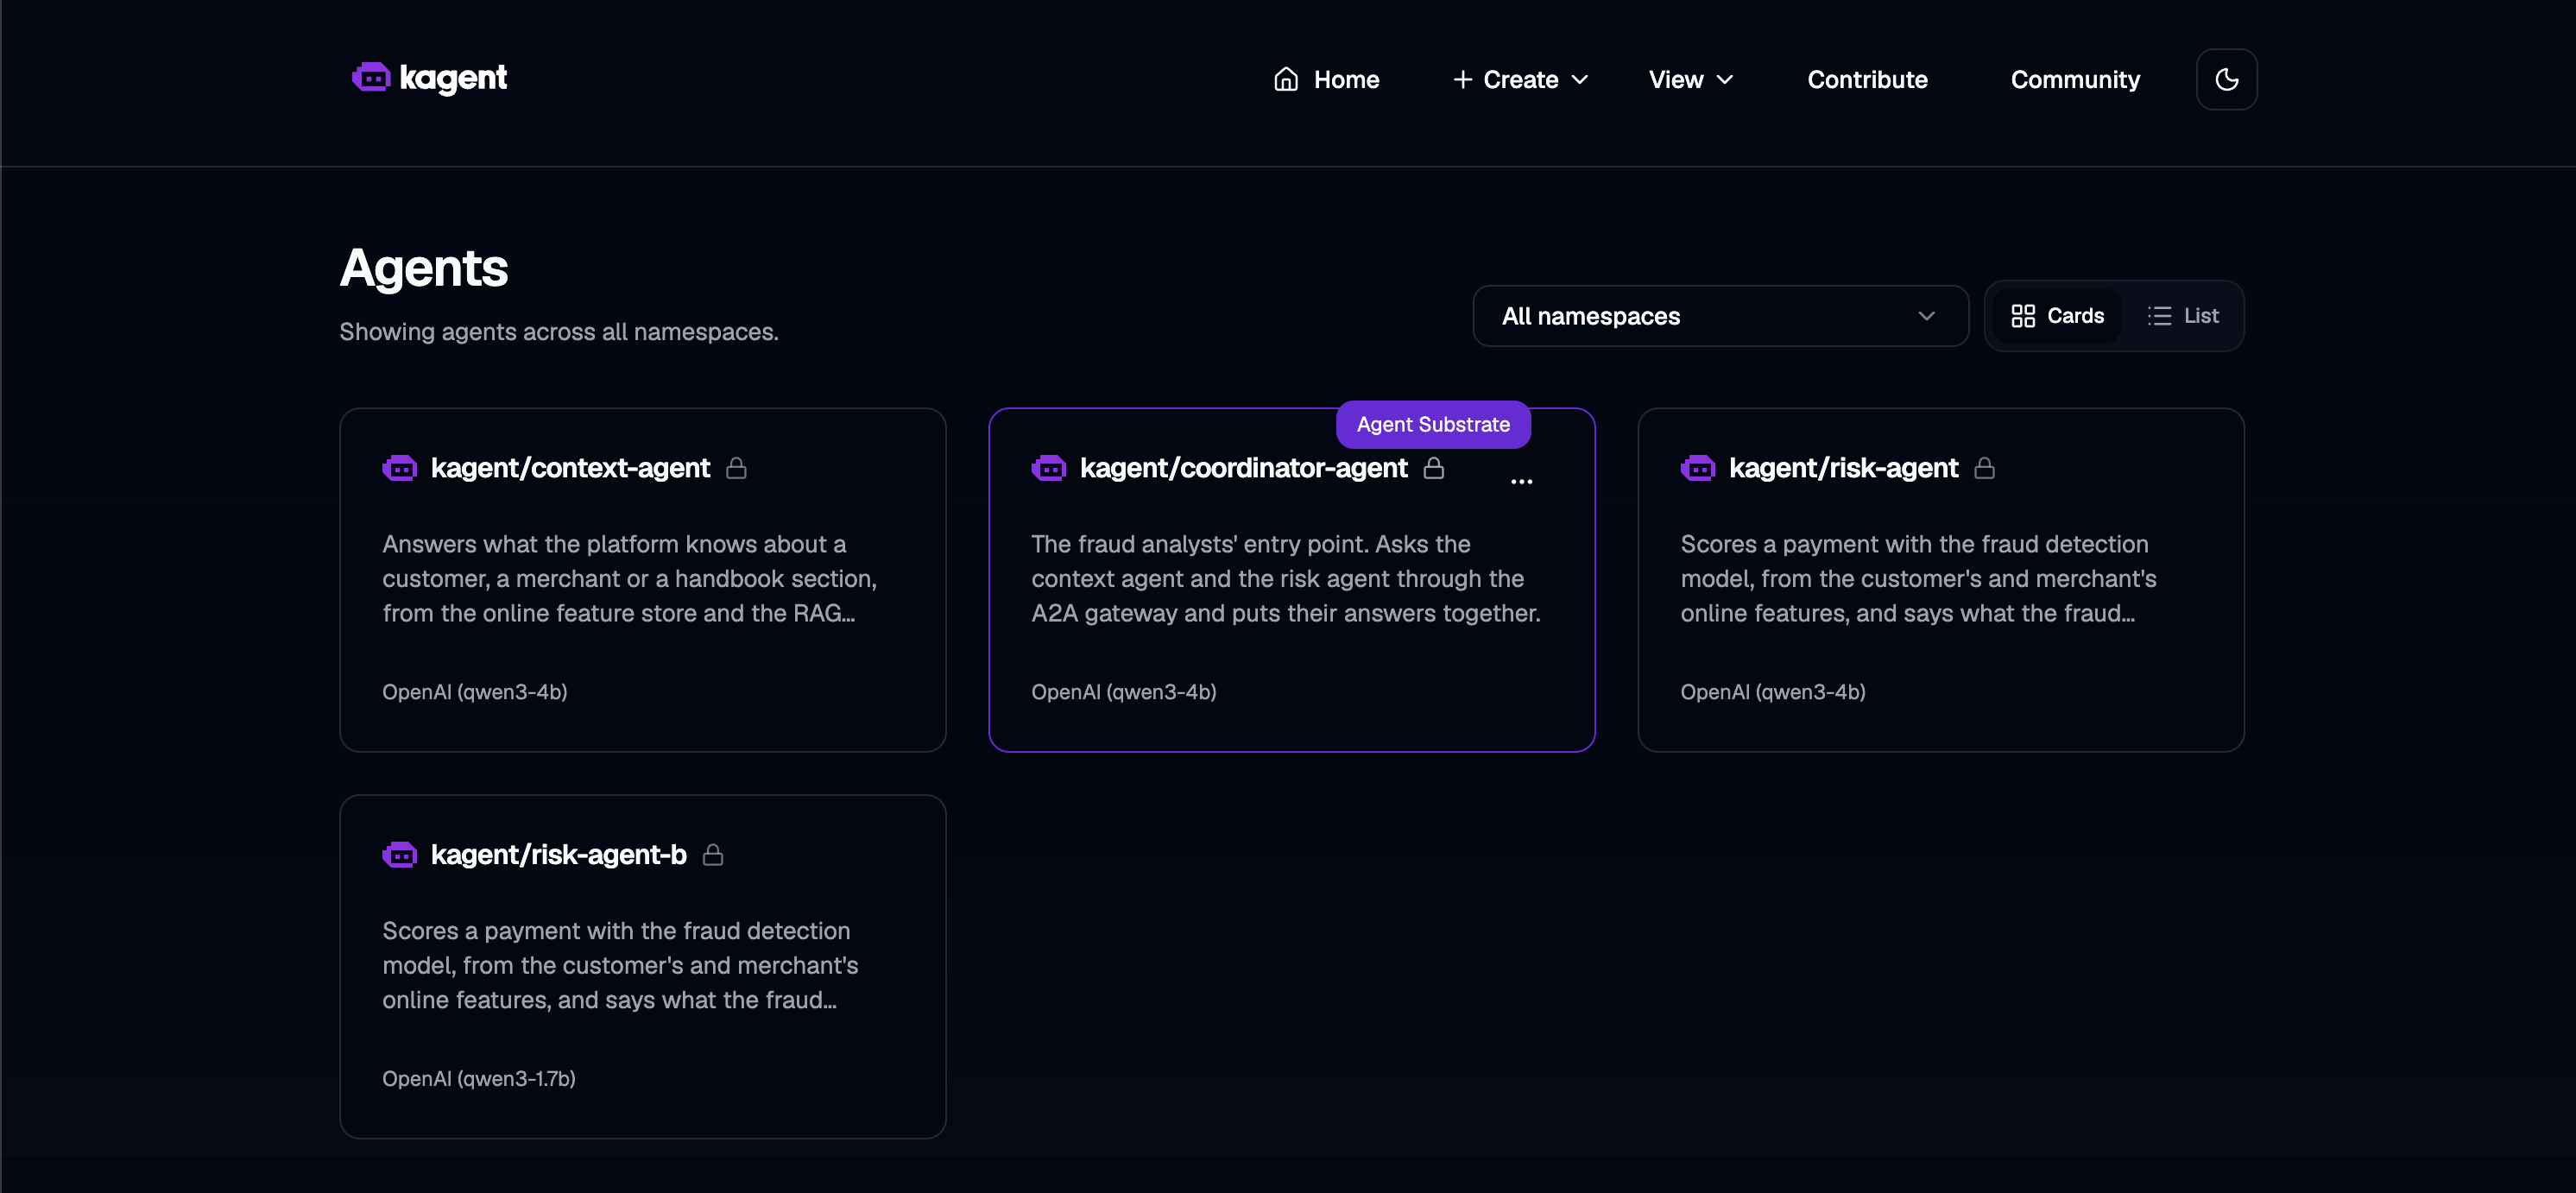 kagent
Home
Create
View
Contribute
Community
Agents
Showing agents across all namespaces.
All namespaces
Cards
List
kagent/context-agent
Answers what the platform knows about a
customer, a merchant or a handbook section,
from the online feature store and the RAG...
OpenAI (qwen3-4b)
Agent Substrate
kagent/coordinator-agent
...
The fraud analysts' entry point. Asks the
context agent and the risk agent through the
A2A gateway and puts their answers together.
OpenAI (qwen3-4b)
kagent/risk-agent
Scores a payment with the fraud detection
model, from the customer's and merchant's
online features, and says what the fraud...
OpenAI (qwen3-4b)
kagent/risk-agent-b
Scores a payment with the fraud detection
model, from the customer's and merchant's
online features, and says what the fraud...
OpenAI (qwen3-1.7b)